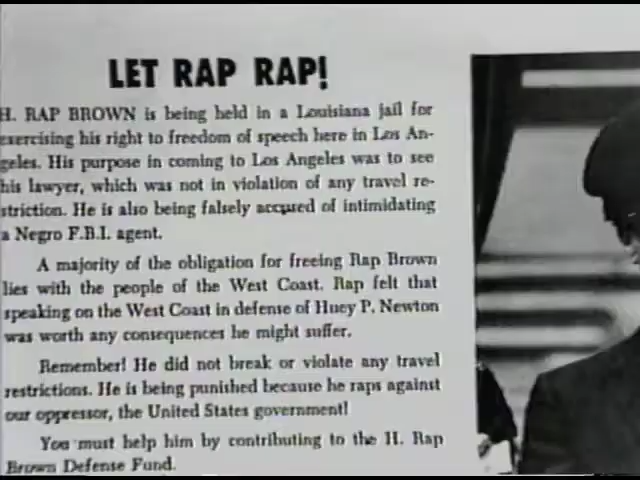 LET RAP RAP!
H. RAP BROWN is being held in a Louisiana jail for
exercising his right to freedom of speech here in Los An-
geles. His purpose in coming to Los Angeles was to see
his lawyer, which was not in violation of any travel re-
striction. He is also being falsely accused of intimidating
a Negro F.B.I. agent.
A majority of the obligation for freeing Rap Brown
lies with the people of the West Coast. Rap felt that
speaking on the West Coast in defense of Huey P. Newton
was worth any consequences he might suffer.
Remember! He did not break or violate any travel
restrictions. He is being punished because he raps against
our oppressor, the United States government!
You must help him by contributing to the H. Rap
Brown Defense Fund.